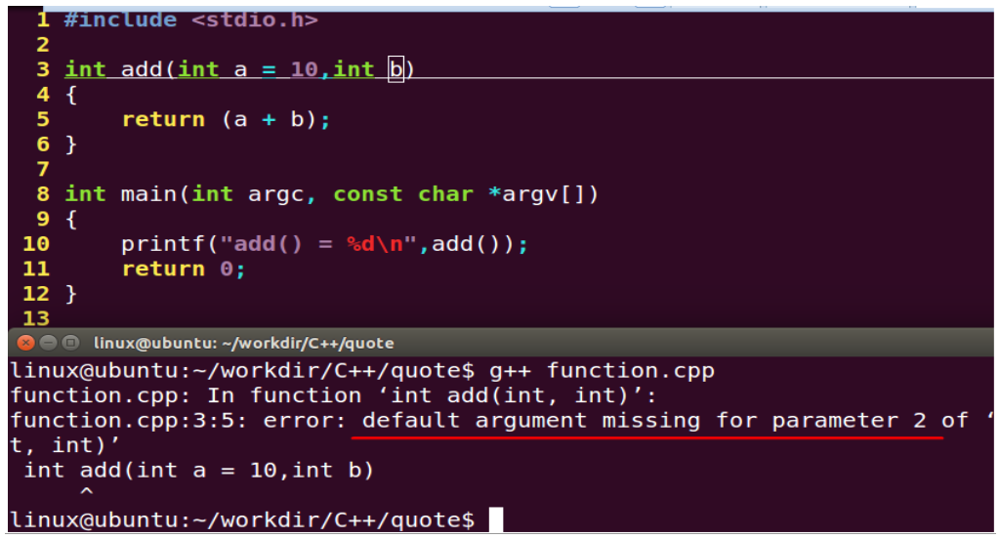 1 #include <stdio.h>
2
3 int add(int a = 10,int b)
4 {
5     return (a + b);
6 }
7
8 int main(int argc, const char *argv[])
9 {
10     printf("add() = %d\n",add());
11     return 0;
12 }
13
linux@ubuntu: ~/workdir/C++/quote
linux@ubuntu:~/workdir/C++/quote$ g++ function.cpp
function.cpp: In function ‘int add(int, int)’:
function.cpp:3:5: error: default argument missing for parameter 2 of ‘
t, int)’
 int add(int a = 10,int b)
     ^
linux@ubuntu:~/workdir/C++/quote$